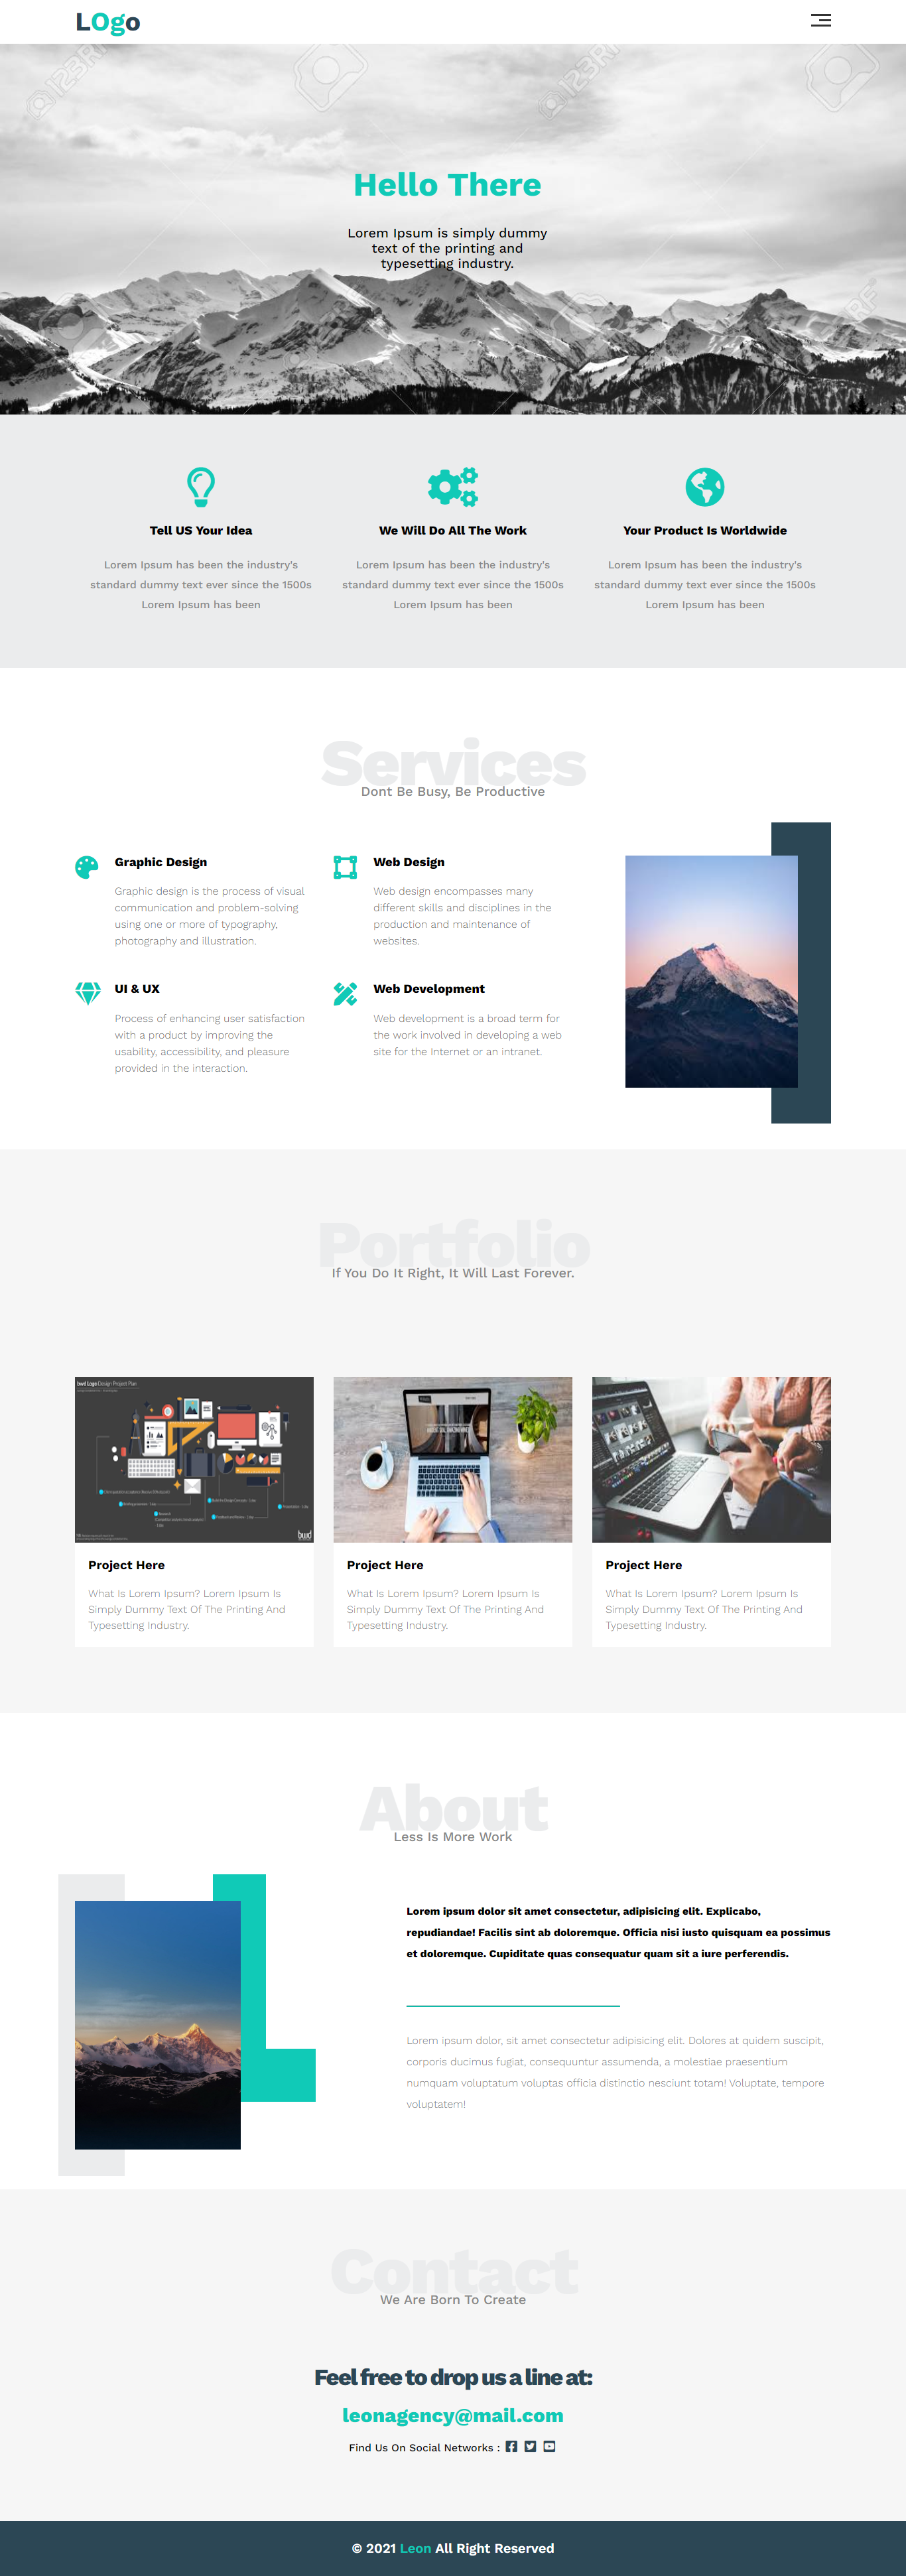 LOgo
123RF
123RF
Hello There
Lorem Ipsum is simply dummy
text of the printing and
typesetting industry.
Tell US Your Idea
Lorem Ipsum has been the industry's
standard dummy text ever since the 1500s
Lorem Ipsum has been
We Will Do All The Work
Lorem Ipsum has been the industry's
standard dummy text ever since the 1500s
Lorem Ipsum has been
Your Product Is Worldwide
Lorem Ipsum has been the industry's
standard dummy text ever since the 1500s
Lorem Ipsum has been
Services
Dont Be Busy, Be Productive
Graphic Design
Graphic design is the process of visual
communication and problem-solving
using one or more of typography,
photography and illustration.
Web Design
Web design encompasses many
different skills and disciplines in the
production and maintenance of
websites.
UI & UX
Process of enhancing user satisfaction
with a product by improving the
usability, accessibility, and pleasure
provided in the interaction.
Web Development
Web development is a broad term for
the work involved in developing a web
site for the Internet or an intranet.
Portfolio
If You Do It Right, It Will Last Forever.
bwd Logo Design Project Plan
bwd
Project Here
What Is Lorem Ipsum? Lorem Ipsum Is
Simply Dummy Text Of The Printing And
Typesetting Industry.
Project Here
What Is Lorem Ipsum? Lorem Ipsum Is
Simply Dummy Text Of The Printing And
Typesetting Industry.
Project Here
What Is Lorem Ipsum? Lorem Ipsum Is
Simply Dummy Text Of The Printing And
Typesetting Industry.
About
Less Is More Work
Lorem ipsum dolor sit amet consectetur, adipisicing elit. Explicabo,
repudiandae! Facilis sint ab doloremque. Officia nisi iusto quisquam ea possimus
et doloremque. Cupiditate quas consequatur quam sit a iure perferendis.
Lorem ipsum dolor, sit amet consectetur adipisicing elit. Dolores at quidem suscipit,
corporis ducimus fugiat, consequuntur assumenda, a molestiae praesentium
numquam voluptatum voluptas officia distinctio nesciunt totam! Voluptate, tempore
voluptatem!
Contact
We Are Born To Create
Feel free to drop us a line at:
leonagency@mail.com
Find Us On Social Networks :
© 2021 Leon All Right Reserved